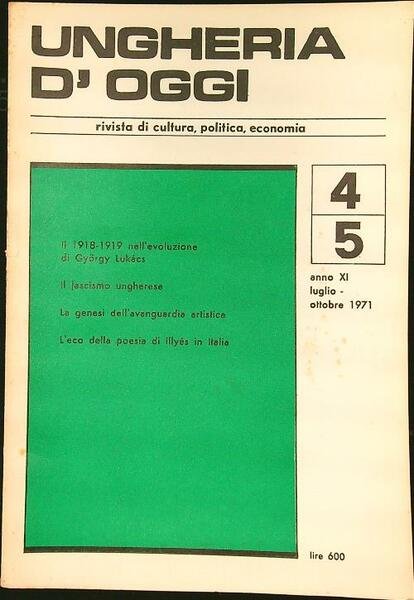 UNGHERIA
D' OGGI
rivista di cultura, politica, economia
4
5
anno XI
luglio -
ottobre 1971
Il 1918-1919 nell'evoluzione
di György Lukács
Il fascismo ungherese
La genesi dell'avanguardia artistica
L'eco della poesia di Illyés in Italia
lire 600